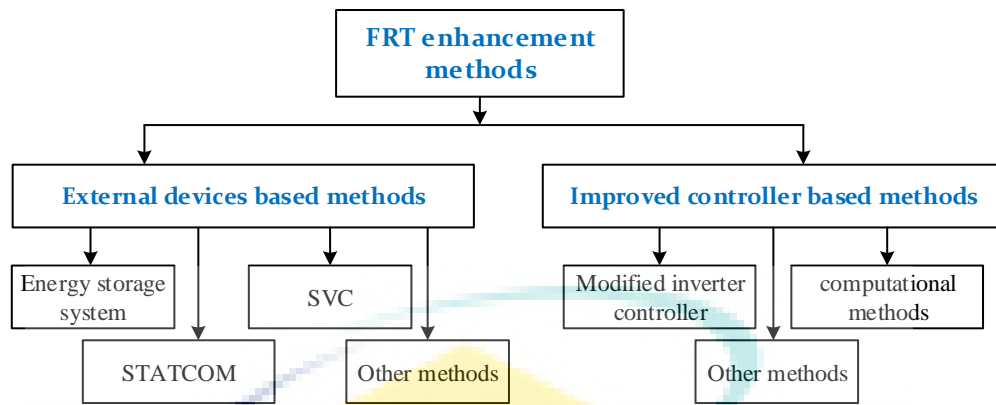 FRT enhancement
methods
External devices based methods
Improved controller based methods
Energy storage
system
SVC
Modified inverter
controller
computational
methods
STATCOM
Other methods
Other methods